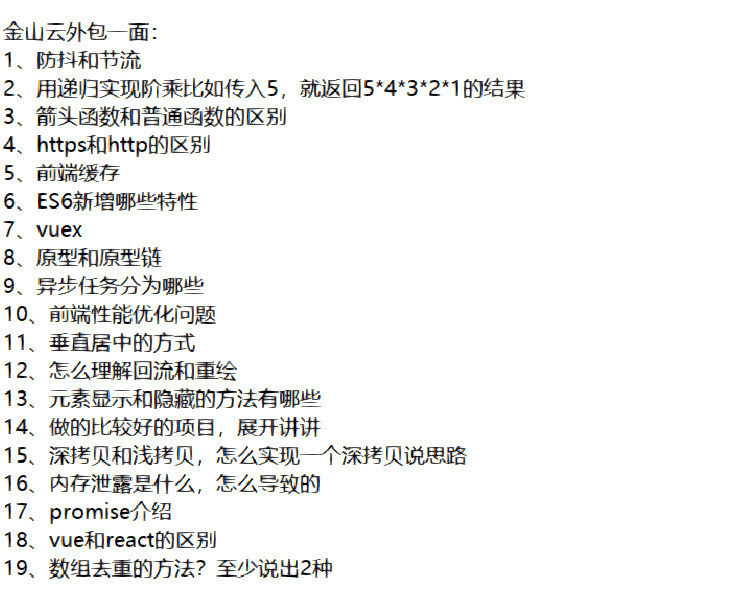 金山云外包一面：
1、防抖和节流
2、用递归实现阶乘比如传入5，就返回5*4*3*2*1的结果
3、箭头函数和普通函数的区别
4、https和http的区别
5、前端缓存
6、ES6新增哪些特性
7、vuex
8、原型和原型链
9、异步任务分为哪些
10、前端性能优化问题
11、垂直居中的方式
12、怎么理解回流和重绘
13、元素显示和隐藏的方法有哪些
14、做的比较好的项目，展开讲讲
15、深拷贝和浅拷贝，怎么实现一个深拷贝说思路
16、内存泄露是什么，怎么导致的
17、promise介绍
18、vue和react的区别
19、数组去重的方法？至少说出2种